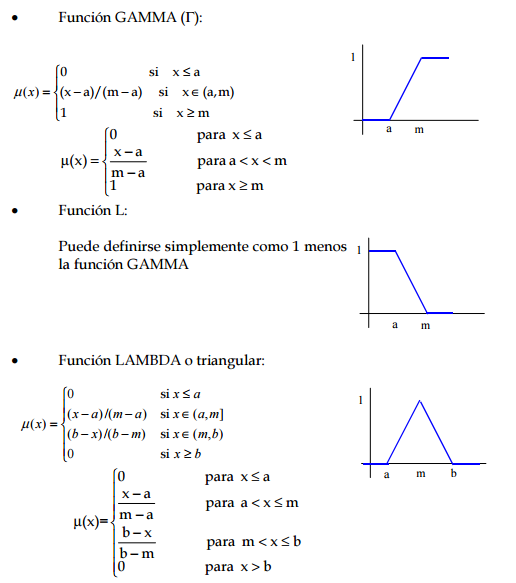 • Función GAMMA (Γ):
μ(x) = {0 si x ≤ a
(x – a)/(m – a) si x ∈ (a,m)
1 si x ≥ m
1
a m
μ(x) = {0 para x ≤ a
x – a
m – a
para a < x < m
1 para x ≥ m
• Función L:
Puede definirse simplemente como 1 menos
la función GAMMA
1
a m
• Función LAMBDA o triangular:
μ(x) = {0 si x ≤ a
(x – a)/(m – a) si x ∈ (a,m]
(b – x)/(b – m) si x ∈ (m,b)
0 si x ≥ b
1
a m b
μ(x)= {0 para x ≤ a
x – a
m – a
para a < x ≤ m
b – x
b – m
para m < x ≤ b
0 para x > b